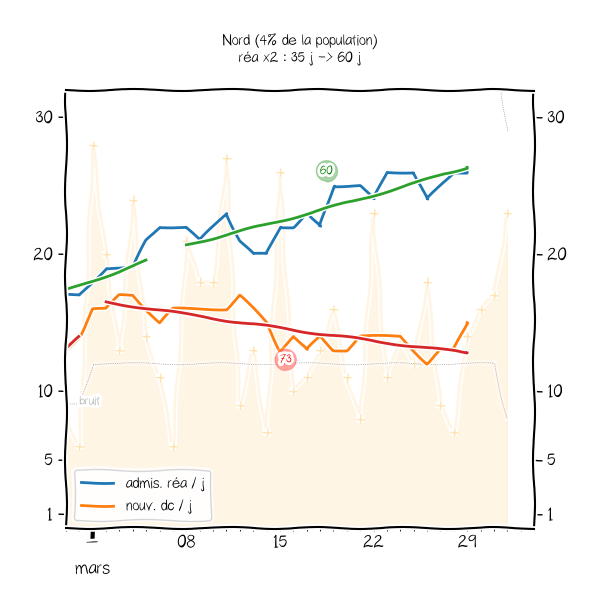 Nord (4% de la population)
réa x2 : 35 j -> 60 j
30
30
60
20
20
73
10
10
... bruit
5
5
admis. réa / j
nouv. dc / j
1
1
1
08
15
22
29
mars